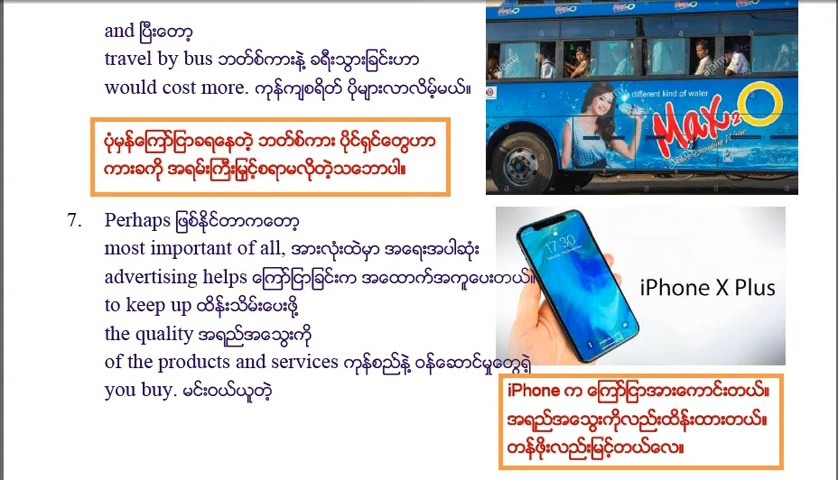 and ပြီးတော့
travel by bus ဘတ်စ်ကားနဲ့ ခရီးသွားခြင်းဟာ
would cost more. ကုန်ကျစရိတ် ပိုများလာလိမ့်မယ်။
ပုံမှန်ကြော်ငြာခရနေတဲ့ ဘတ်စ်ကား ပိုင်ရှင်တွေဟာ
ကားခကို အရမ်းကြီးမြှင့်စရာမလိုတဲ့သဘောပါ။
a different kind of water
Max2O
alamy
7. Perhaps ဖြစ်နိုင်တာကတော့
most important of all, အားလုံးထဲမှာ အရေးအပါဆုံး
advertising helps ကြော်ငြာခြင်းက အထောက်အကူပေးတယ်။
to keep up ထိန်းသိမ်းပေးဖို့
the quality အရည်အသွေးကို
of the products and services ကုန်စည်နဲ့ ဝန်ဆောင်မှုတွေရဲ့
you buy. မင်းဝယ်ယူတဲ့
17:30
iPhone X Plus
iPhone က ကြော်ငြာအားကောင်းတယ်။
အရည်အသွေးကိုလည်းထိန်းထားတယ်။
တန်ဖိုးလည်းမြင့်တယ်လေ။